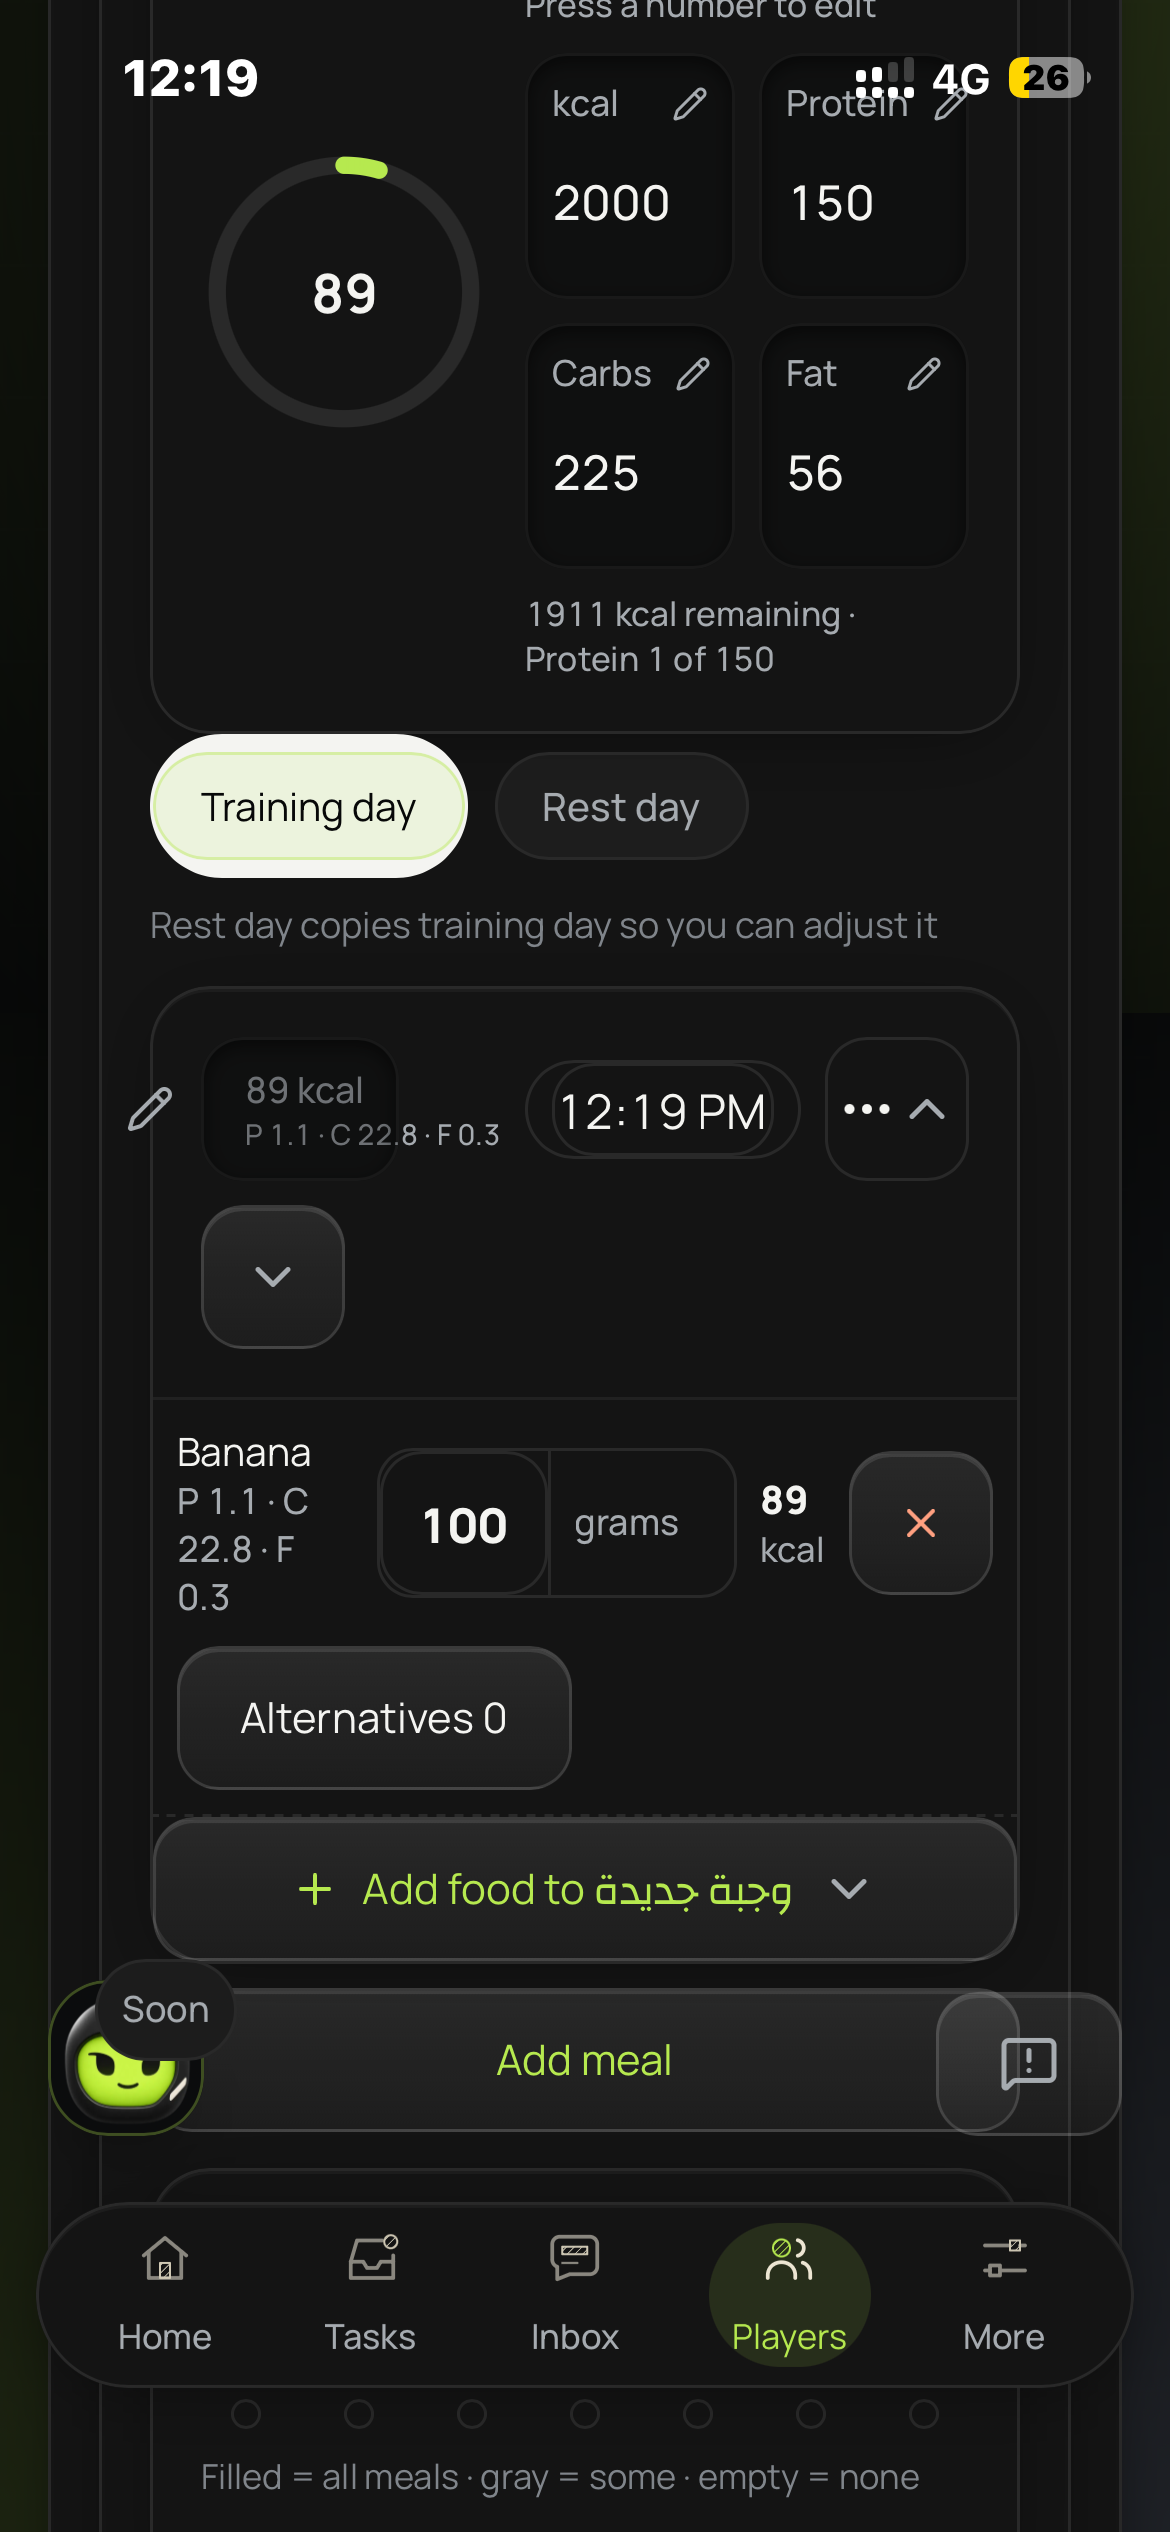 Press a number to edit
12:19
4G
26
kcal
Protein
2000
150
89
Carbs
Fat
225
56
1911 kcal remaining ·
Protein 1 of 150
Training day
Rest day
Rest day copies training day so you can adjust it
89 kcal
P 1.1 · C 22.8 · F 0.3
12:19 PM
Banana
P 1.1 · C
22.8 · F
0.3
100
grams
89
kcal
Alternatives 0
Add food to وجبة جديدة
Soon
Add meal
Home
Tasks
Inbox
Players
More
Filled = all meals · gray = some · empty = none